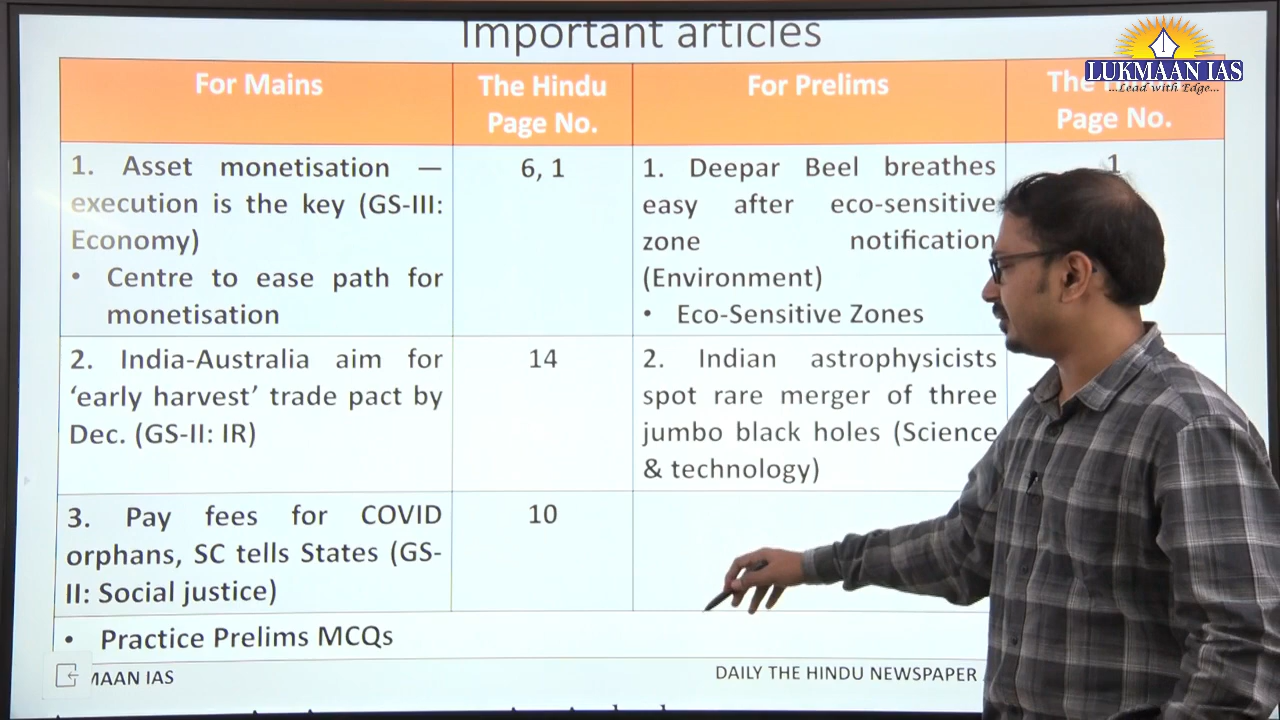 Important articles
LUKMAAN IAS
...Lead with Edge...
For Mains
The Hindu
Page No.
For Prelims
The
Page No.
1. Asset monetisation —
execution is the key (GS-III:
Economy)
• Centre to ease path for
monetisation
6, 1
1. Deepar Beel breathes
easy after eco-sensitive
zone notification
(Environment)
• Eco-Sensitive Zones
1
2. India-Australia aim for
‘early harvest’ trade pact by
Dec. (GS-II: IR)
14
2. Indian astrophysicists
spot rare merger of three
jumbo black holes (Science
& technology)
3. Pay fees for COVID
orphans, SC tells States (GS-
II: Social justice)
10
• Practice Prelims MCQs
MAAN IAS
DAILY THE HINDU NEWSPAPER